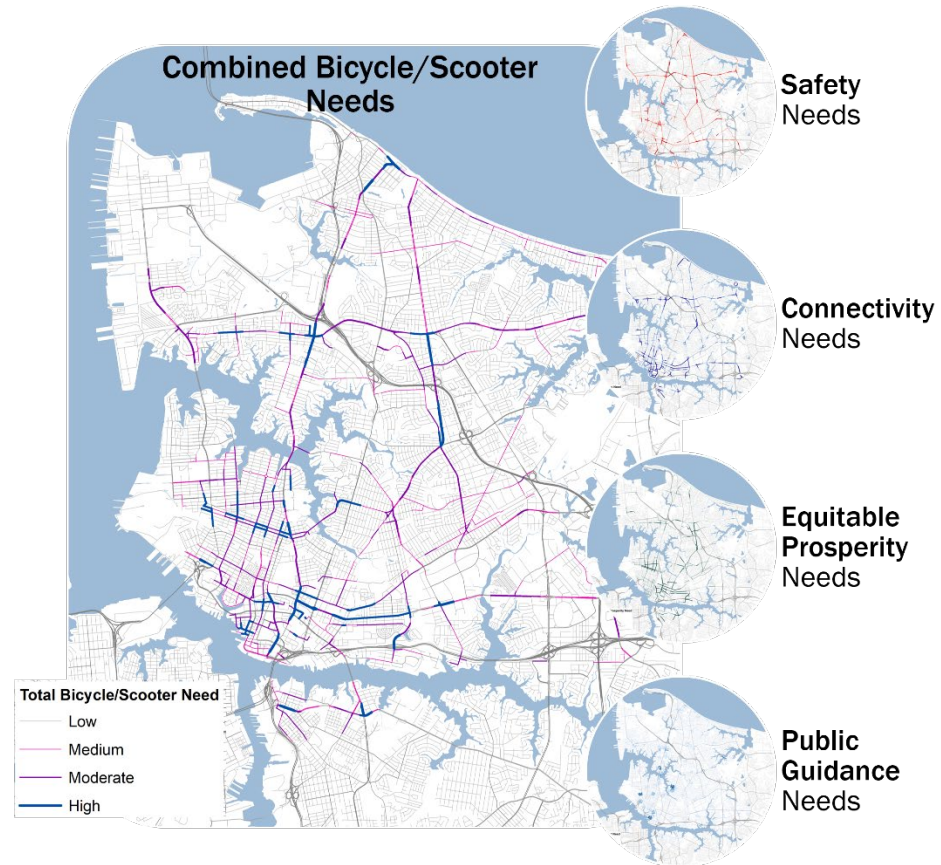 Combined Bicycle/Scooter
Needs
Safety
Needs
Connectivity
Needs
Equitable
Prosperity
Needs
Public
Guidance
Needs
Total Bicycle/Scooter Need
Low
Medium
Moderate
High